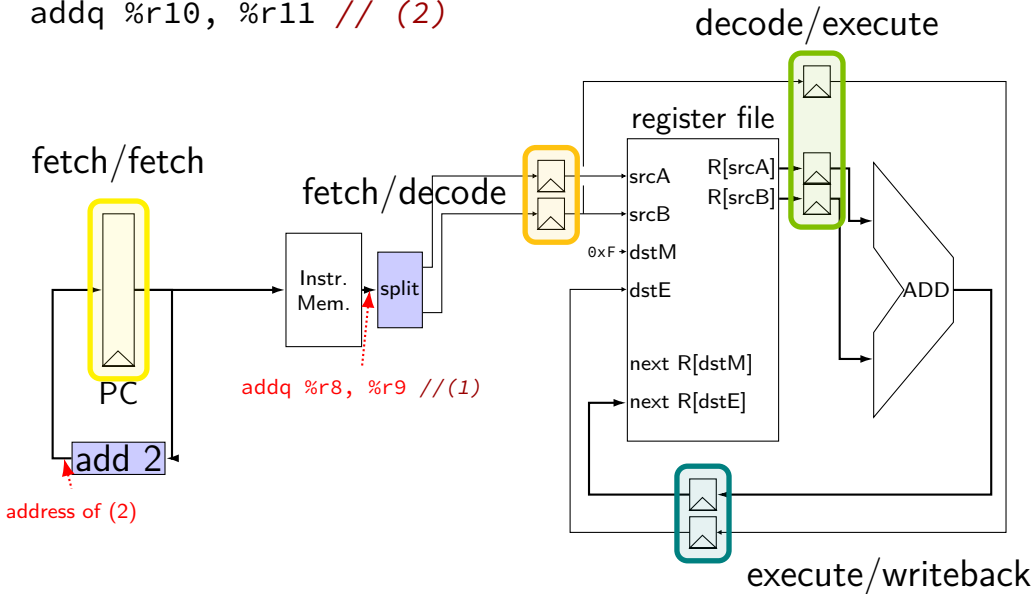 addq %r10, %r11 // (2)
decode/execute
register file
fetch/fetch
fetch/decode
R[srcA]
srcA
R[srcB]
srcB
0xF
dstM
Instr.
Mem.
split
dstE
ADD
next R[dstM]
addq %r8, %r9 //(1)
PC
next R[dstE]
add 2
address of (2)
execute/writeback